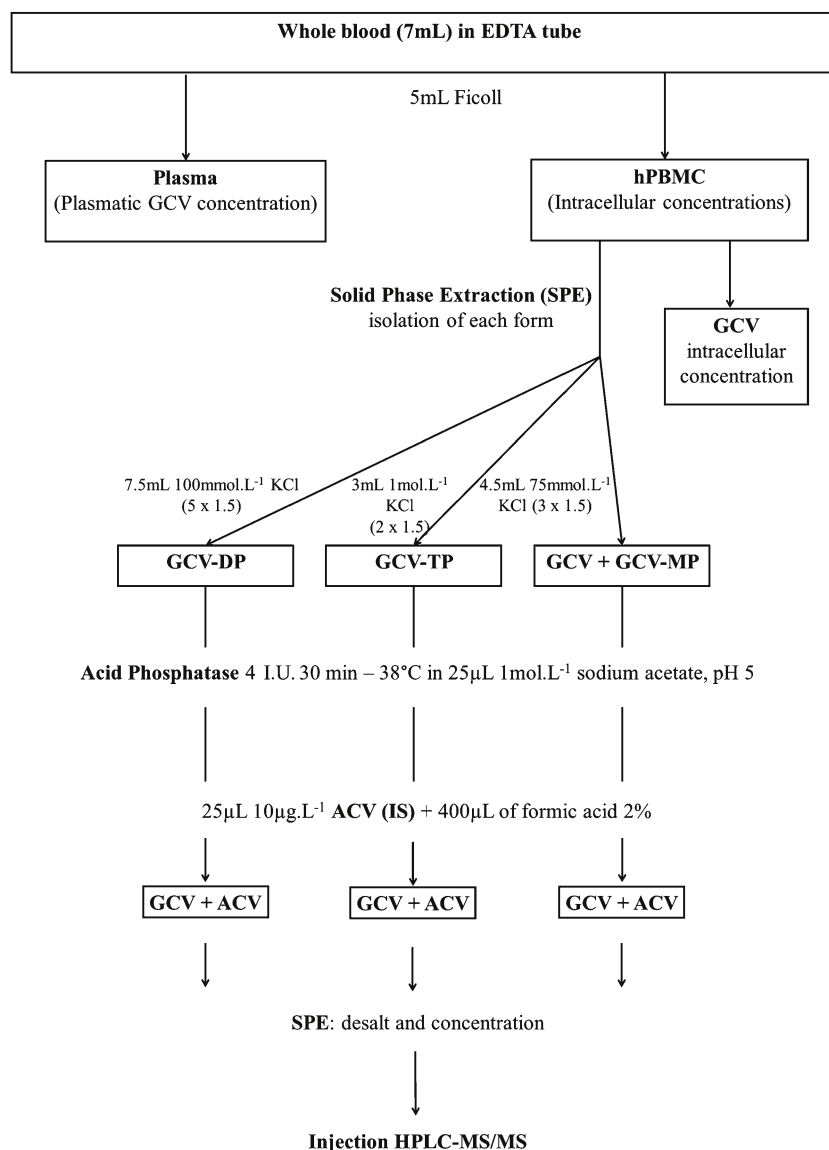 Whole blood (7mL) in EDTA tube
5mL Ficoll
Plasma
(Plasmatic GCV concentration)
hPBMC
(Intracellular concentrations)
Solid Phase Extraction (SPE)
isolation of each form
GCV
intracellular
concentration
7.5mL 100mmol.L⁻¹ KCl
(5 x 1.5)
3mL 1mol.L⁻¹
KCl
(2 x 1.5)
4.5mL 75mmol.L⁻¹
KCl (3 x 1.5)
GCV-DP
GCV-TP
GCV + GCV-MP
Acid Phosphatase 4 I.U. 30 min – 38°C in 25µL 1mol.L⁻¹ sodium acetate, pH 5
25µL 10µg.L⁻¹ ACV (IS) + 400µL of formic acid 2%
GCV + ACV
GCV + ACV
GCV + ACV
SPE: desalt and concentration
Injection HPLC-MS/MS